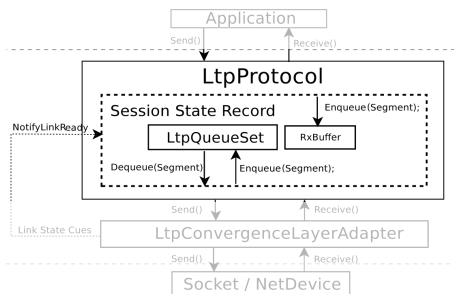 Application
Send()
Receive()
LtpProtocol
Session State Record
Enqueue(Segment);
LtpQueueSet
RxBuffer
NotifyLinkReady
Dequeue(Segment)
Enqueue(Segment);
Send()
Receive()
Link State Cues
LtpConvergenceLayerAdapter
Send()
Receive()
Socket / NetDevice